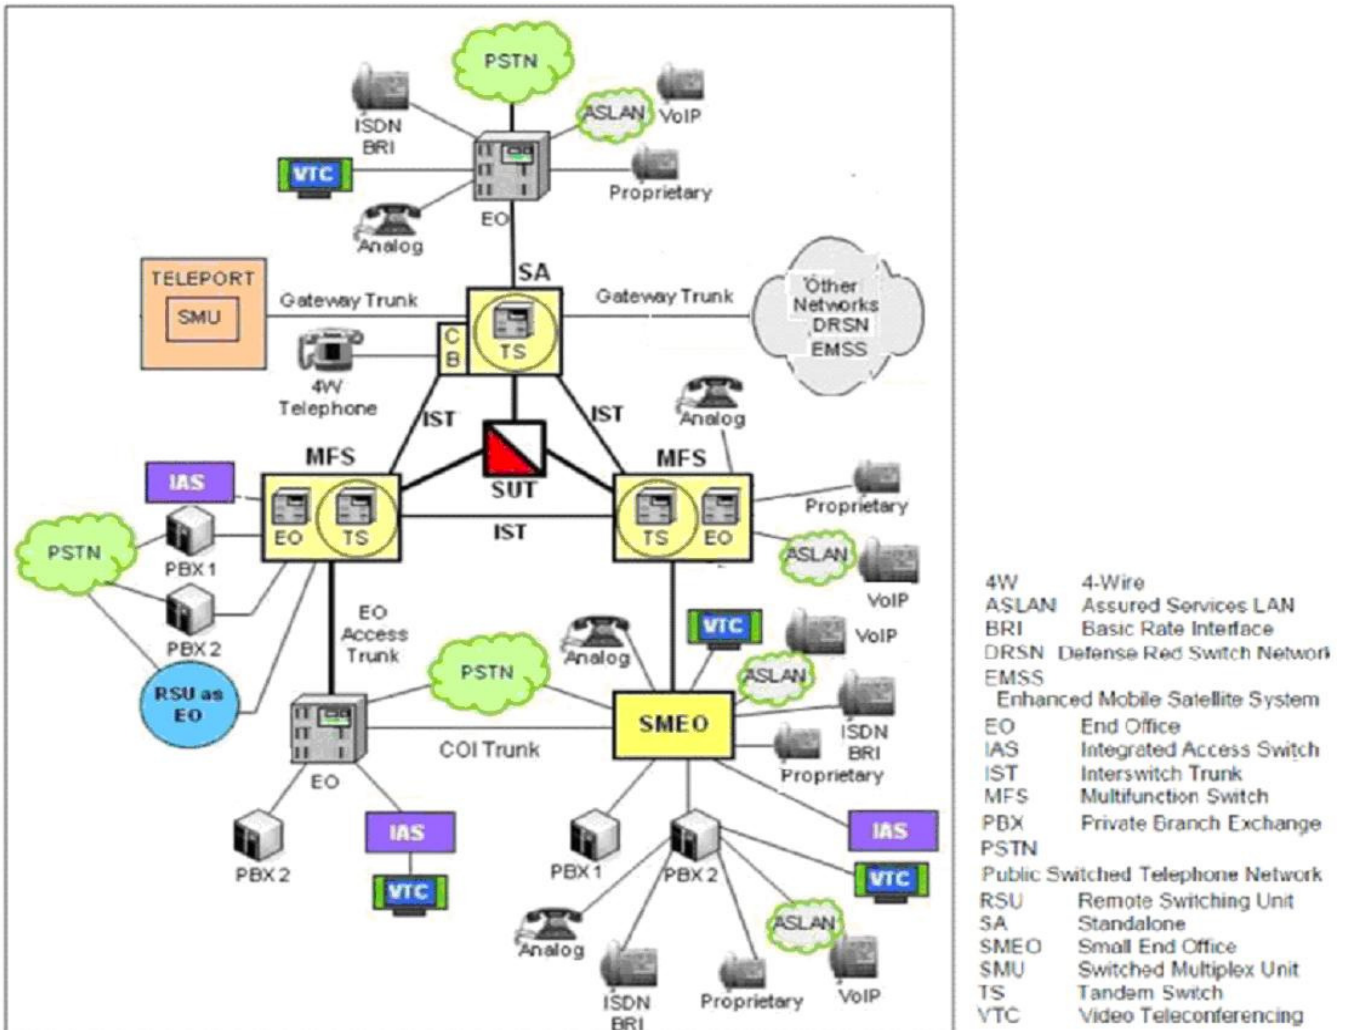 PSTN
ISDN
BRI
ASLAN
VoIP
VTC
Proprietary
EO
Analog
SA
TELEPORT
SMU
Gateway Trunk
Gateway Trunk
Other
Networks
DRSN
EMSS
C
B
TS
4W
Telephone
IST
IST
Analog
MFS
MFS
SUT
IAS
EO
TS
IST
TS
EO
Proprietary
ASLAN
VoIP
PSTN
PBX 1
PBX 2
RSU as
EO
EO
Access
Trunk
Analog
VTC
VoIP
PSTN
ASLAN
SMEO
ISDN
BRI
COI Trunk
Proprietary
EO
PBX 2
IAS
VTC
PBX 1
PBX 2
IAS
VTC
Analog
ASLAN
ISDN
BRI
Proprietary
VoIP
4W 4-Wire
ASLAN Assured Services LAN
BRI Basic Rate Interface
DRSN Defense Red Switch Network
EMSS
Enhanced Mobile Satellite System
EO End Office
IAS Integrated Access Switch
IST Interswitch Trunk
MFS Multifunction Switch
PBX Private Branch Exchange
PSTN
Public Switched Telephone Network
RSU Remote Switching Unit
SA Standalone
SMEO Small End Office
SMU Switched Multiplex Unit
TS Tandem Switch
VTC Video Teleconferencing